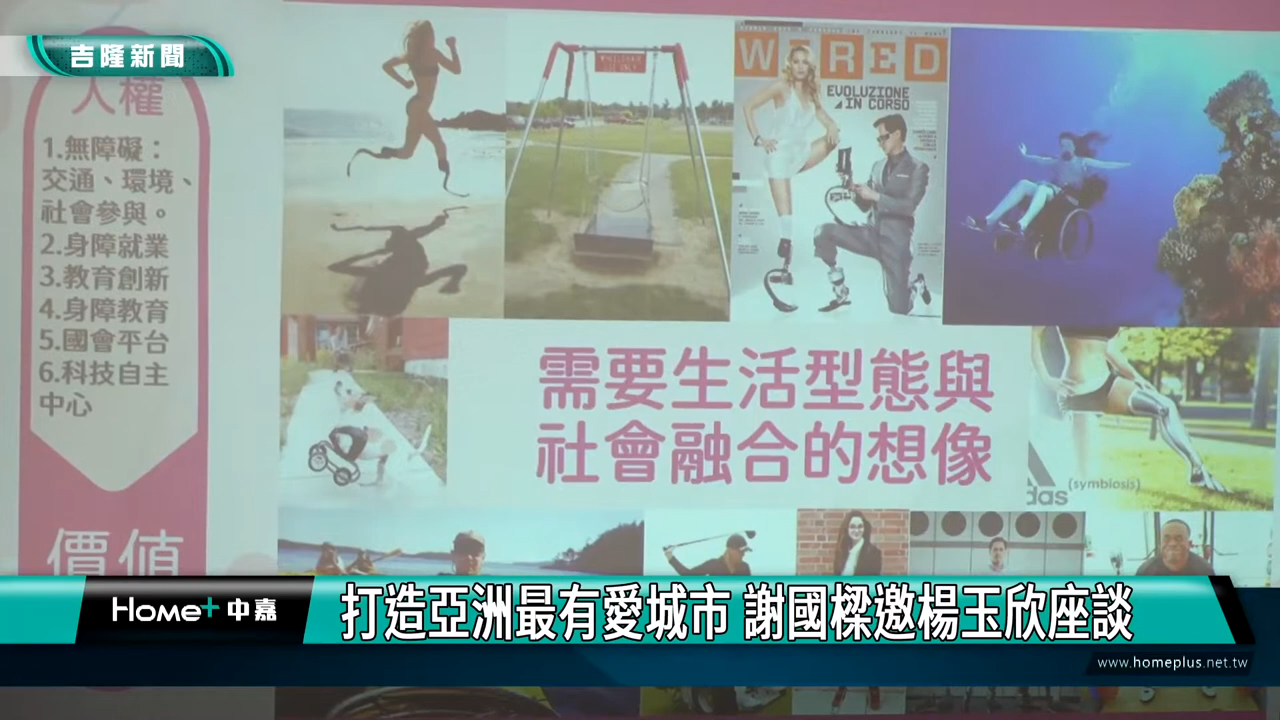 吉隆新聞
人權
1.無障礙：
交通、環境、
社會參與。
2.身障就業
3.教育創新
4.身障教育
5.國會平台
6.科技自主
中心
價值
WHEELCHAIR
USE ONLY
WIRED
EVOLUZIONE
IN CORSO
需要生活型態與
社會融合的想像
adidas
(symbiosis)
Home+中嘉
打造亞洲最有愛城市 謝國樑邀楊玉欣座談
www.homeplus.net.tw